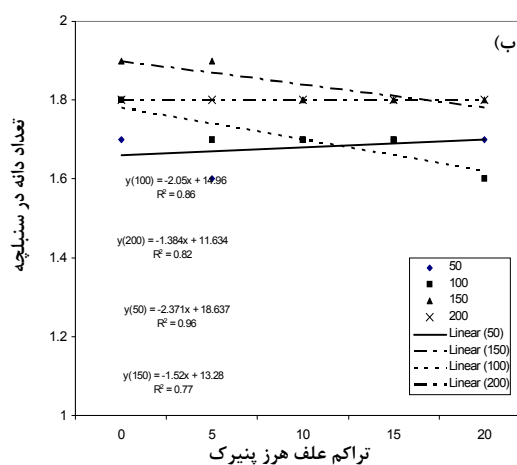 ب)
تعداد دانه در سنبلچه
2
1.8
1.6
1.4
1.2
1
y(100) = -2.05x + 14.96
R² = 0.86
y(200) = -1.384x + 11.634
R² = 0.82
y(50) = -2.371x + 18.637
R² = 0.96
y(150) = -1.52x + 13.28
R² = 0.77
50
100
150
200
Linear (50)
Linear (150)
Linear (100)
Linear (200)
0 5 10 15 20
تراکم علف هرز پنیرک